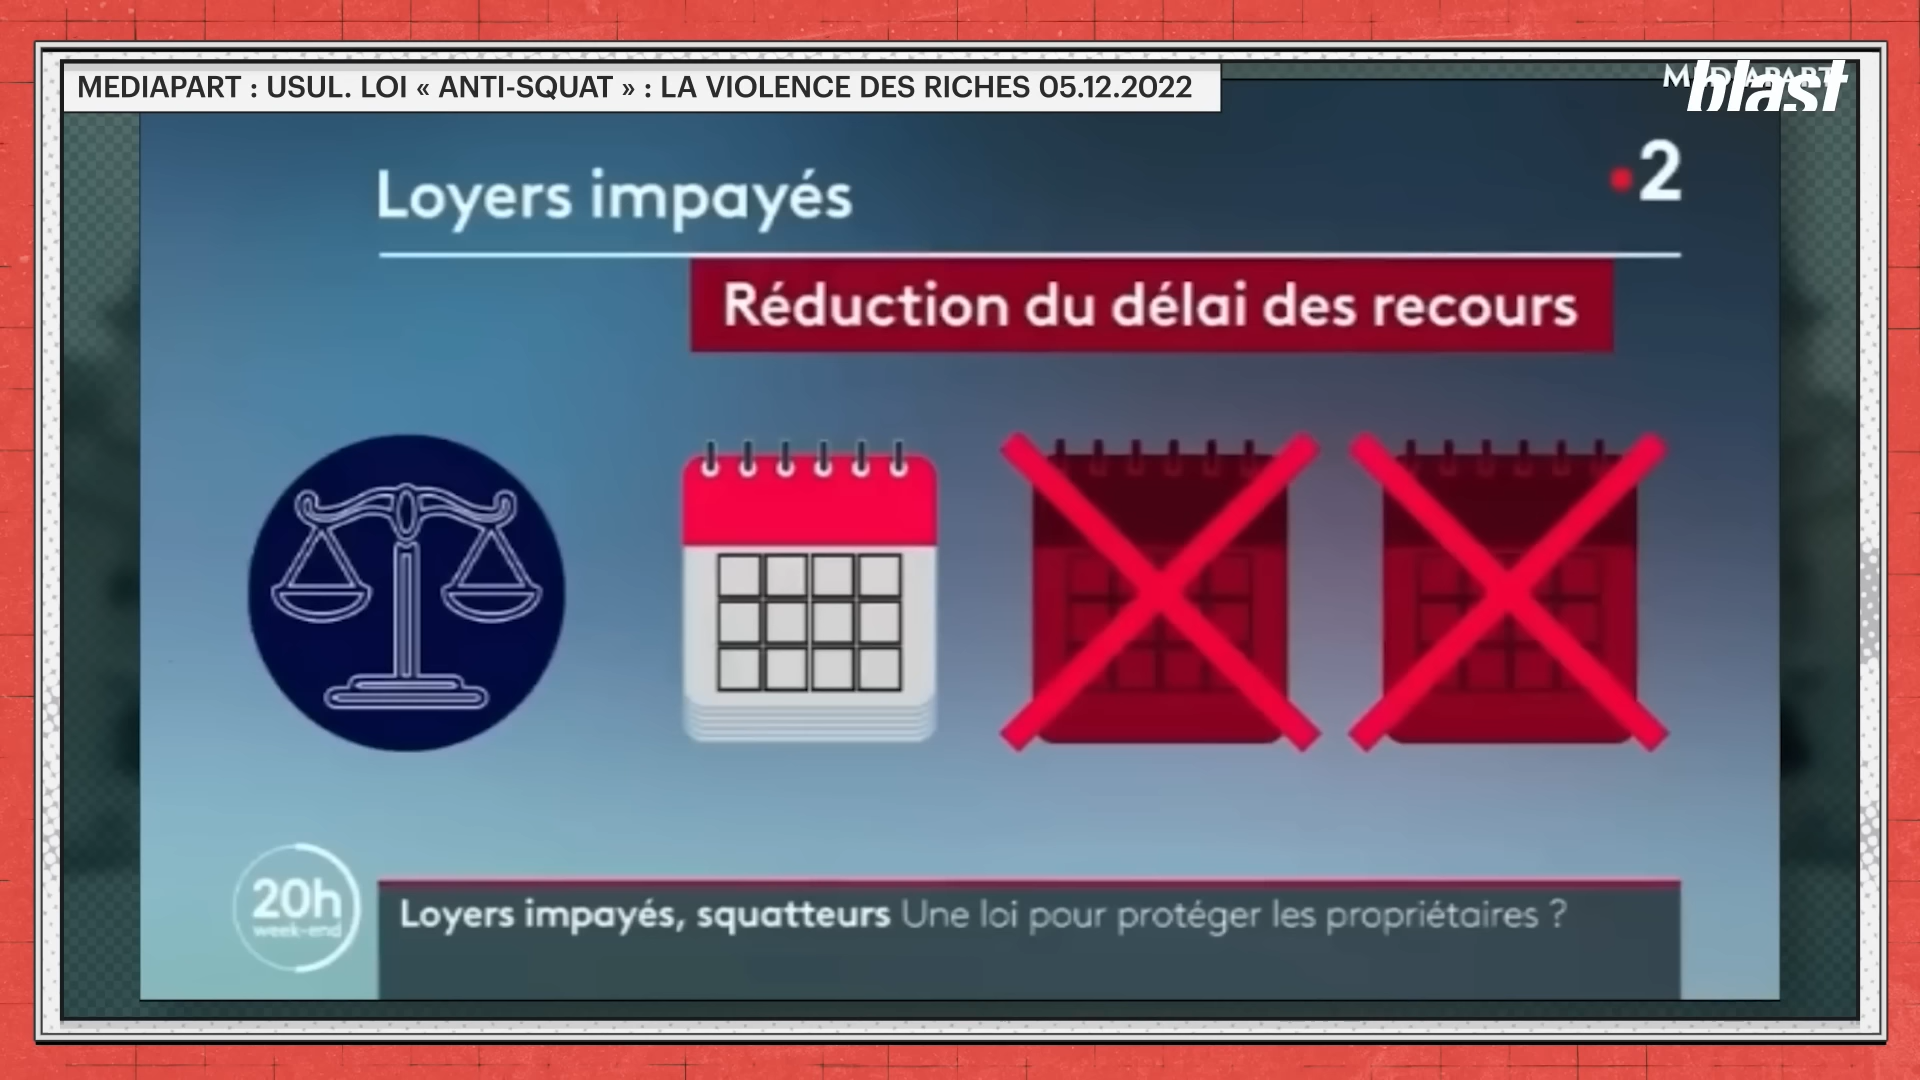 MEDIAPART : USUL. LOI « ANTI-SQUAT » : LA VIOLENCE DES RICHES 05.12.2022
MEDIAPART
blast
Loyers impayés
2
Réduction du délai des recours
20h
week-end
Loyers impayés, squatteurs Une loi pour protéger les propriétaires ?